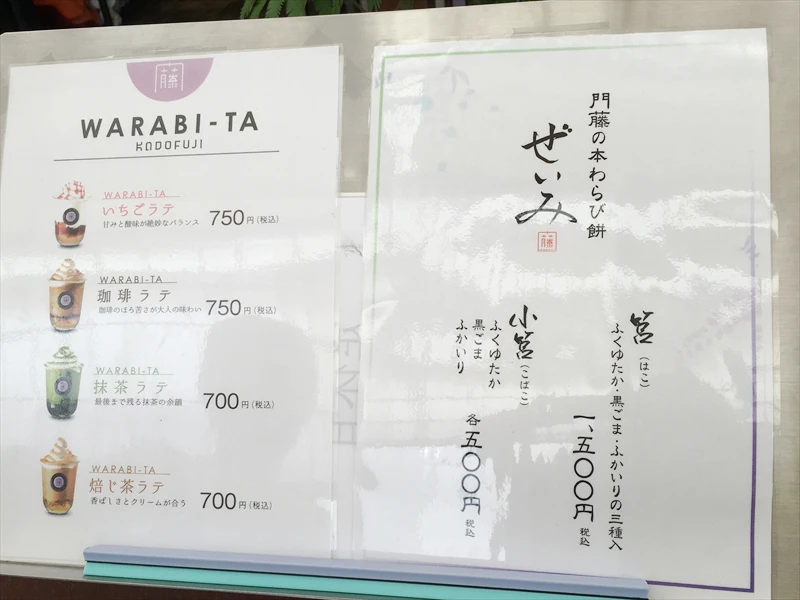 藤
WARABI-TA
KADOFUJI
WARABI-TA
いちごラテ
甘みと酸味が絶妙なバランス
750円(税込)
WARABI-TA
珈琲ラテ
珈琲のほろ苦さが大人の味わい
750円(税込)
WARABI-TA
抹茶ラテ
最後まで残る抹茶の余韻
700円(税込)
WARABI-TA
焙じ茶ラテ
香ばしさとクリームが合う
700円(税込)
門藤の本わらび餅
ぜいみ
藤
筥(はこ)
ふくゆたか・黒ごま・ふかいりの三種入
一、五〇〇円 税込
小筥(こばこ)
ふくゆたか
黒ごま
ふかいり
各五〇〇円 税込